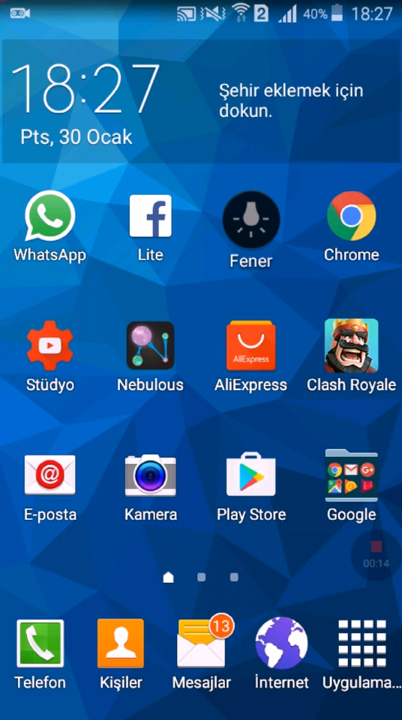 2 40% 18:27
18:27
Pts, 30 Ocak
Şehir eklemek için
dokun.
WhatsApp Lite Fener Chrome
AliExpress
Stüdyo Nebulous AliExpress Clash Royale
E-posta Kamera Play Store Google
00:14
13
Telefon Kişiler Mesajlar İnternet Uygulama...